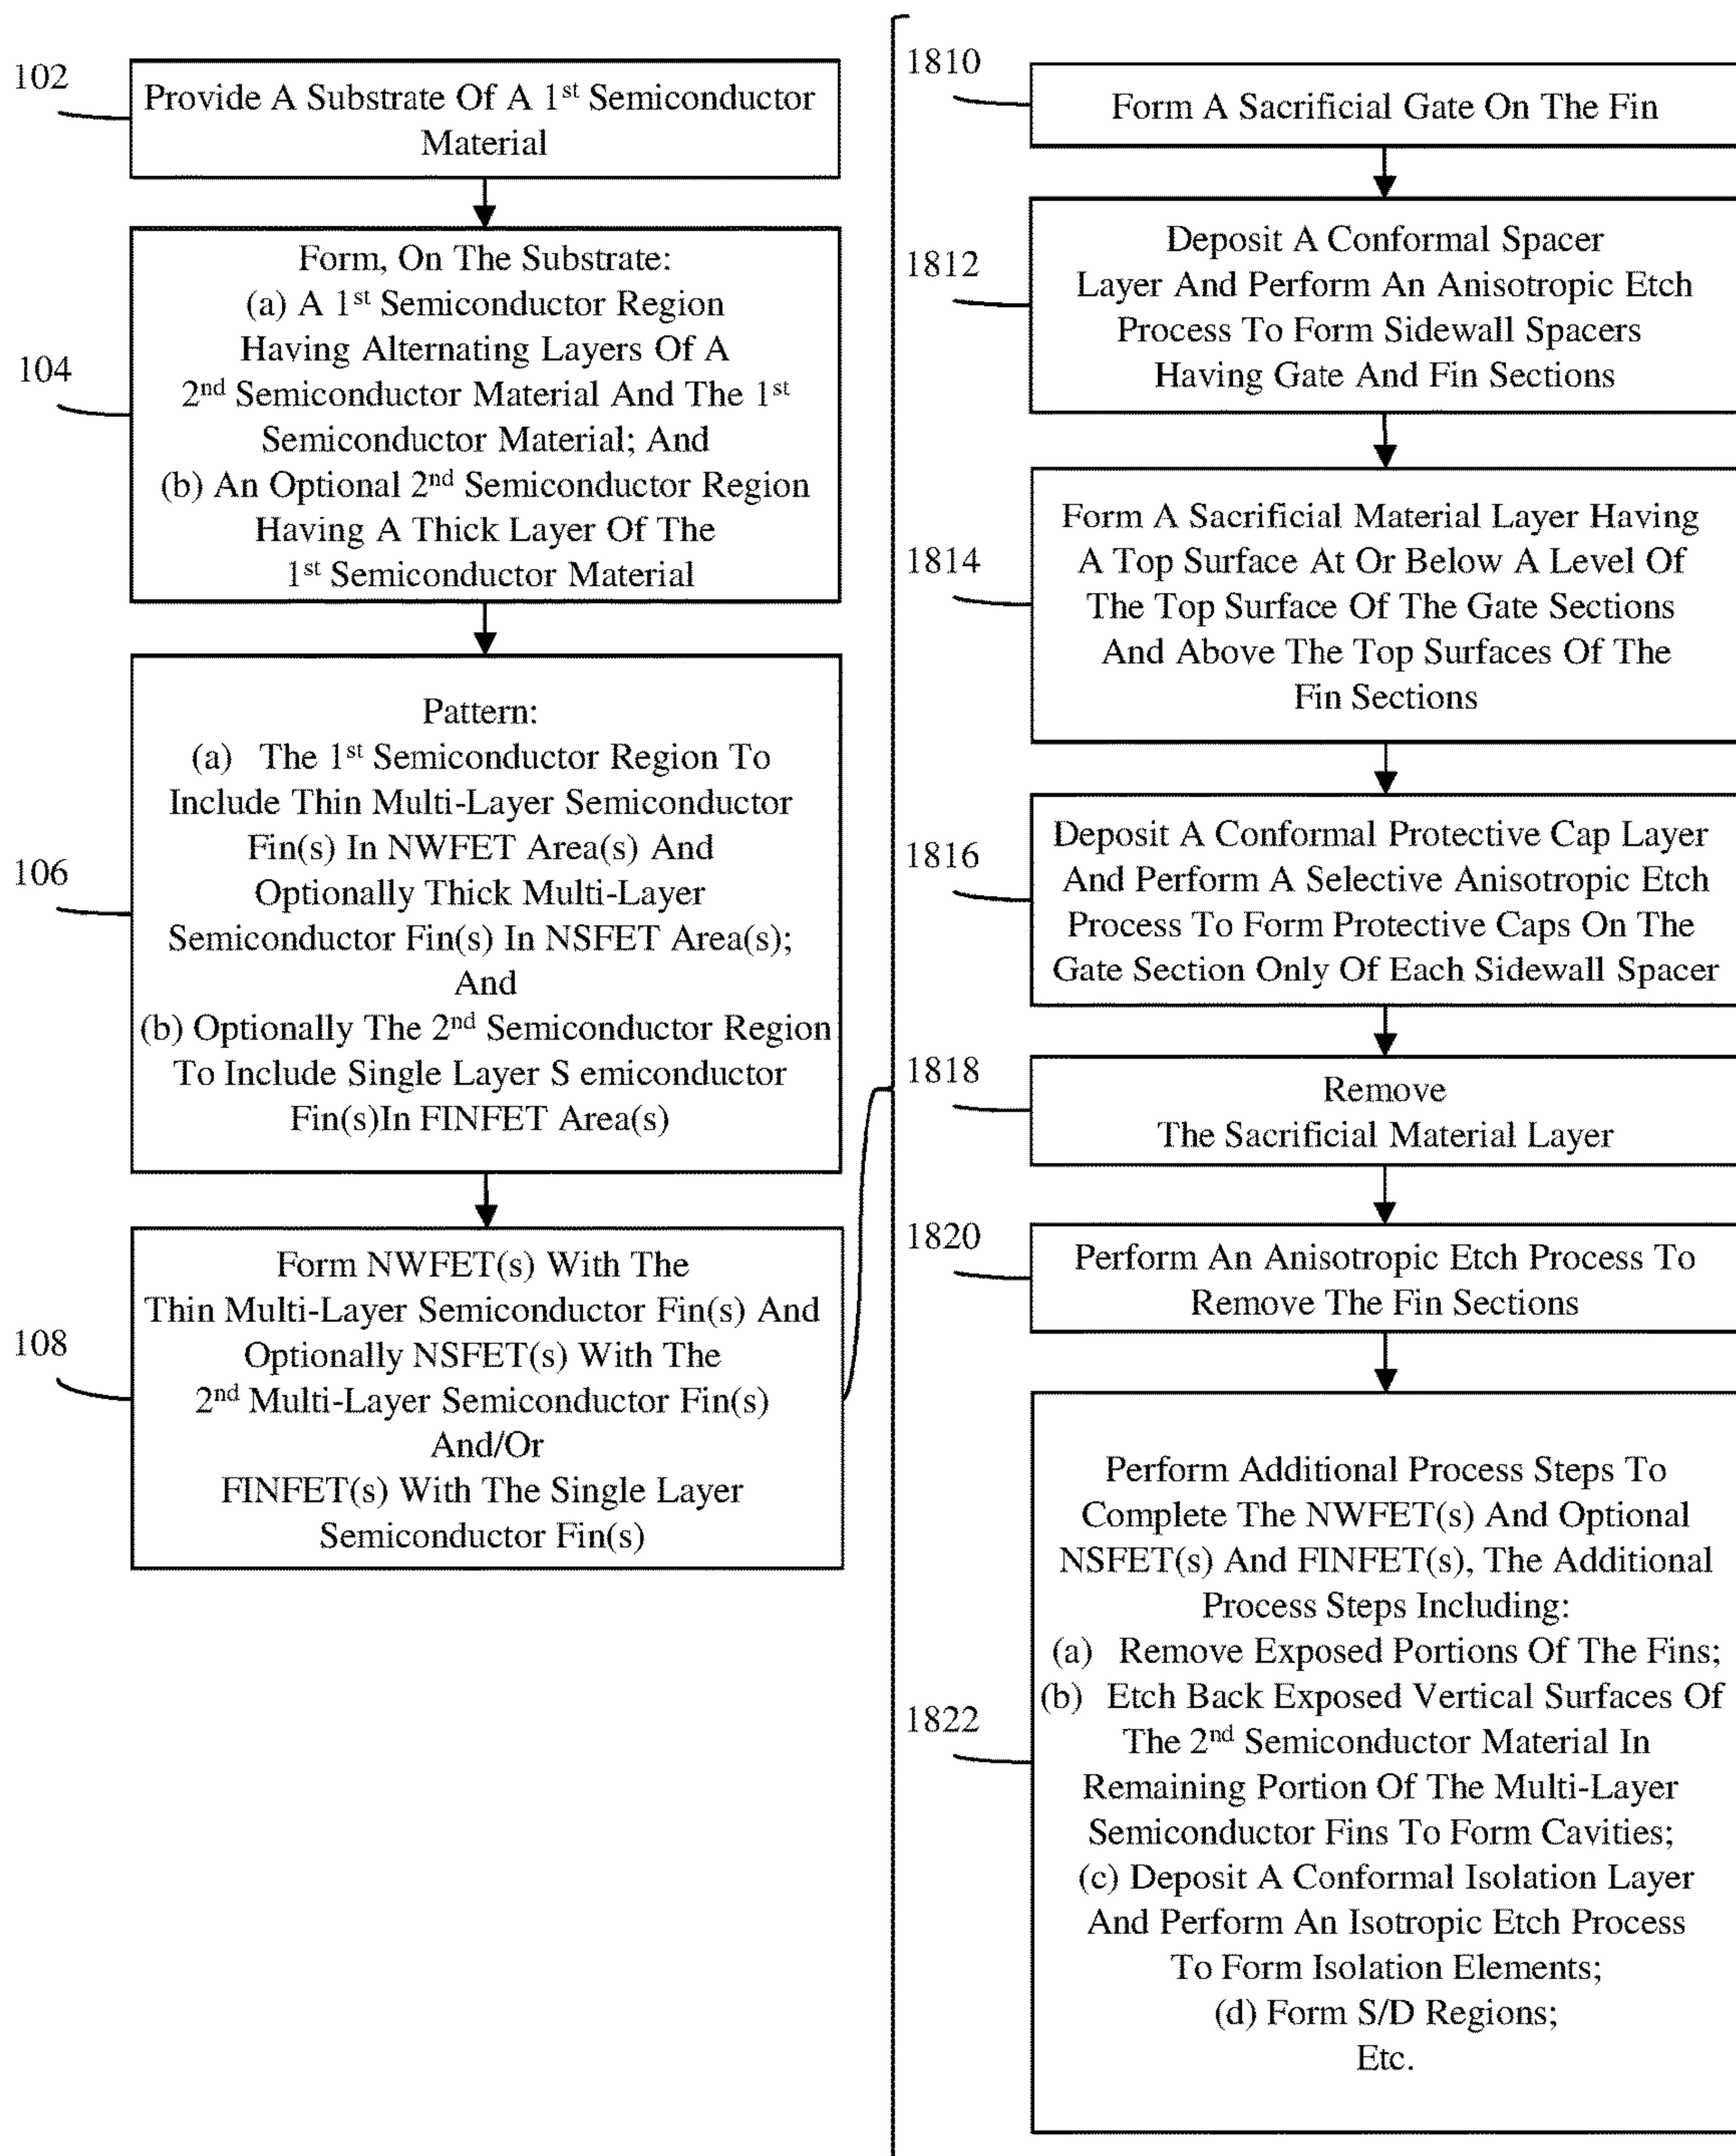 102
Provide A Substrate Of A 1st Semiconductor
Material
104
Form, On The Substrate:
(a) A 1st Semiconductor Region
Having Alternating Layers Of A
2nd Semiconductor Material And The 1st
Semiconductor Material; And
(b) An Optional 2nd Semiconductor Region
Having A Thick Layer Of The
1st Semiconductor Material
106
Pattern:
(a) The 1st Semiconductor Region To
Include Thin Multi-Layer Semiconductor
Fin(s) In NWFET Area(s) And
Optionally Thick Multi-Layer
Semiconductor Fin(s) In NSFET Area(s);
And
(b) Optionally The 2nd Semiconductor Region
To Include Single Layer S emiconductor
Fin(s)In FINFET Area(s)
108
Form NWFET(s) With The
Thin Multi-Layer Semiconductor Fin(s) And
Optionally NSFET(s) With The
2nd Multi-Layer Semiconductor Fin(s)
And/Or
FINFET(s) With The Single Layer
Semiconductor Fin(s)
1810
Form A Sacrificial Gate On The Fin
1812
Deposit A Conformal Spacer
Layer And Perform An Anisotropic Etch
Process To Form Sidewall Spacers
Having Gate And Fin Sections
1814
Form A Sacrificial Material Layer Having
A Top Surface At Or Below A Level Of
The Top Surface Of The Gate Sections
And Above The Top Surfaces Of The
Fin Sections
1816
Deposit A Conformal Protective Cap Layer
And Perform A Selective Anisotropic Etch
Process To Form Protective Caps On The
Gate Section Only Of Each Sidewall Spacer
1818
Remove
The Sacrificial Material Layer
1820
Perform An Anisotropic Etch Process To
Remove The Fin Sections
1822
Perform Additional Process Steps To
Complete The NWFET(s) And Optional
NSFET(s) And FINFET(s), The Additional
Process Steps Including:
(a) Remove Exposed Portions Of The Fins;
(b) Etch Back Exposed Vertical Surfaces Of
The 2nd Semiconductor Material In
Remaining Portion Of The Multi-Layer
Semiconductor Fins To Form Cavities;
(c) Deposit A Conformal Isolation Layer
And Perform An Isotropic Etch Process
To Form Isolation Elements;
(d) Form S/D Regions;
Etc.